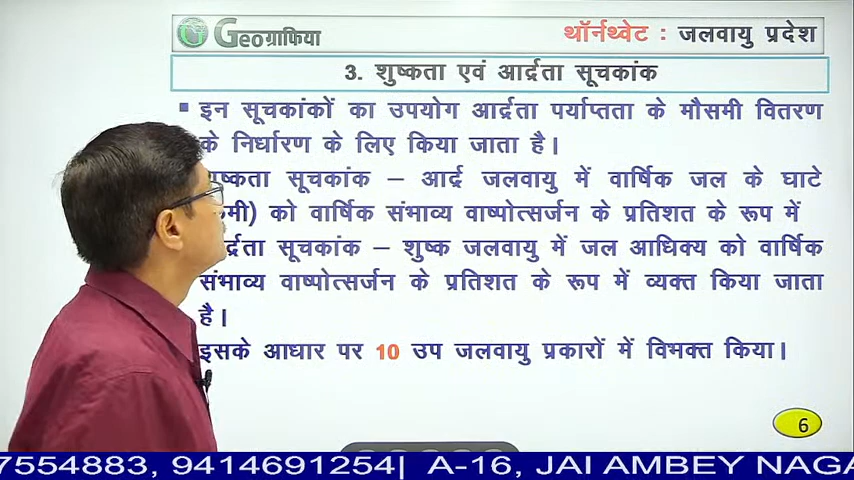 Geoग्राफिया
थॉर्नथ्वेट : जलवायु प्रदेश
3. शुष्कता एवं आर्द्रता सूचकांक
▪ इन सूचकांकों का उपयोग आर्द्रता पर्याप्तता के मौसमी वितरण
के निर्धारण के लिए किया जाता है।
सूचकांक – आर्द्र जलवायु में वार्षिक जल के घाटे
को वार्षिक संभाव्य वाष्पोत्सर्जन के प्रतिशत के रूप में
सूचकांक – शुष्क जलवायु में जल आधिक्य को वार्षिक
संभाव्य वाष्पोत्सर्जन के प्रतिशत के रूप में व्यक्त किया जाता
है।
इसके आधार पर 10 उप जलवायु प्रकारों में विभक्त किया।
6
7554883, 9414691254| A-16, JAI AMBEY NAGA